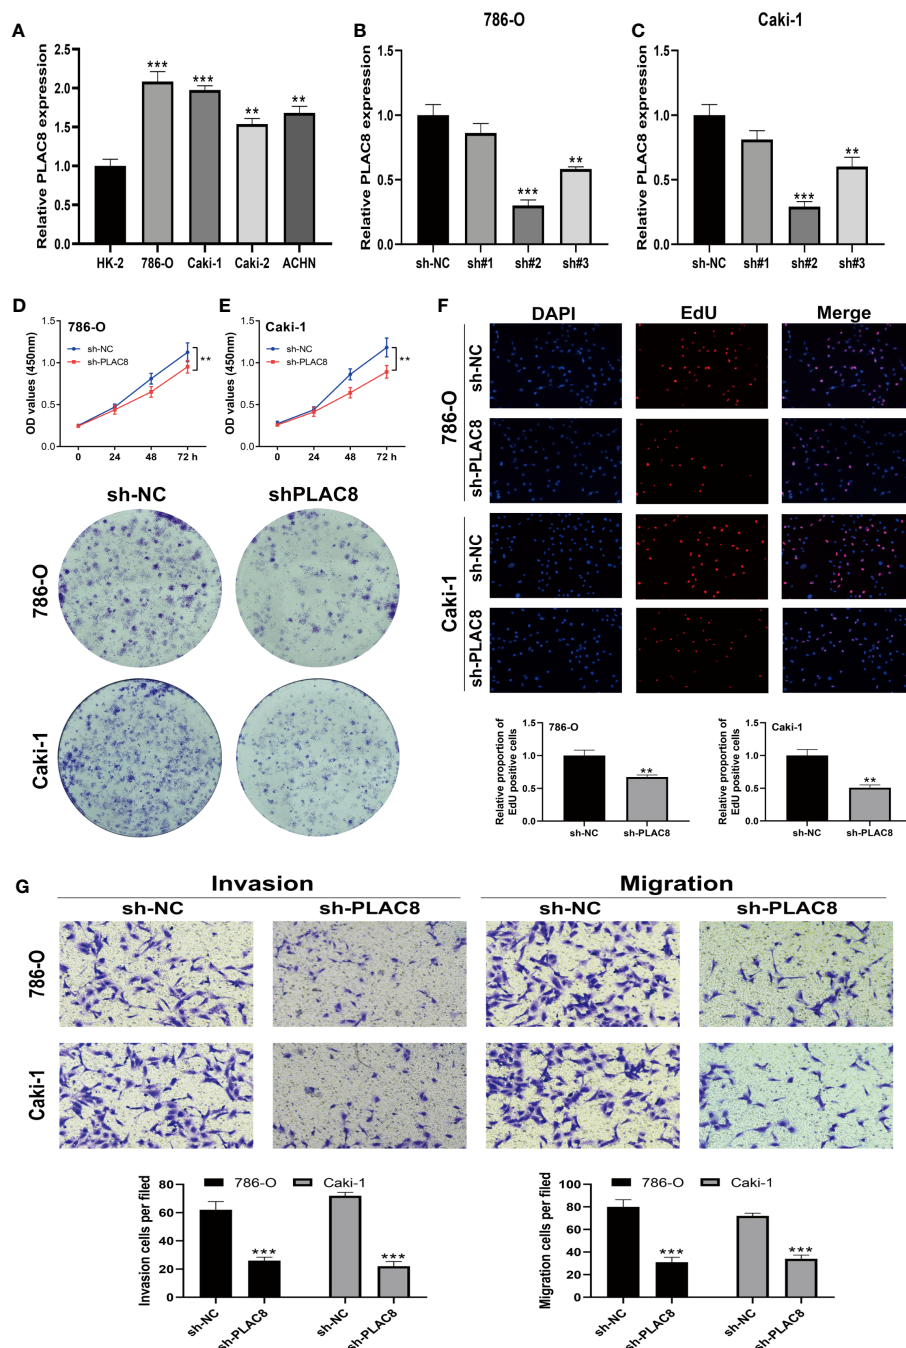 A
Relative PLAC8 expression
2.5
2.0
1.5
1.0
0.5
0.0
***
***
**
**
HK-2 786-O Caki-1 Caki-2 ACHN
B
786-O
Relative PLAC8 expression
1.5
1.0
0.5
0.0
***
**
sh-NC sh#1 sh#2 sh#3
C
Caki-1
Relative PLAC8 expression
1.5
1.0
0.5
0.0
***
**
sh-NC sh#1 sh#2 sh#3
D
786-O
sh-NC
sh-PLAC8
OD values (450nm)
1.5
1.0
0.5
0.0
**
0 24 48 72 h
E
Caki-1
sh-NC
sh-PLAC8
OD values (450nm)
1.5
1.0
0.5
0.0
**
0 24 48 72 h
sh-NC shPLAC8
786-O
Caki-1
F
DAPI EdU Merge
786-O
sh-NC
sh-PLAC8
Caki-1
sh-NC
sh-PLAC8
Relative proportion of
EdU positive cells
1.5
1.0
0.5
0.0
786-O
**
sh-NC sh-PLAC8
Relative proportion of
EdU positive cells
1.5
1.0
0.5
0.0
Caki-1
**
sh-NC sh-PLAC8
G
Invasion Migration
sh-NC sh-PLAC8 sh-NC sh-PLAC8
786-O
Caki-1
Invasion cells per filed
80
60
40
20
0
786-O Caki-1
***
***
sh-NC
sh-PLAC8
sh-NC
sh-PLAC8
Migration cells per filed
100
80
60
40
20
0
786-O Caki-1
***
***
sh-NC
sh-PLAC8
sh-NC
sh-PLAC8